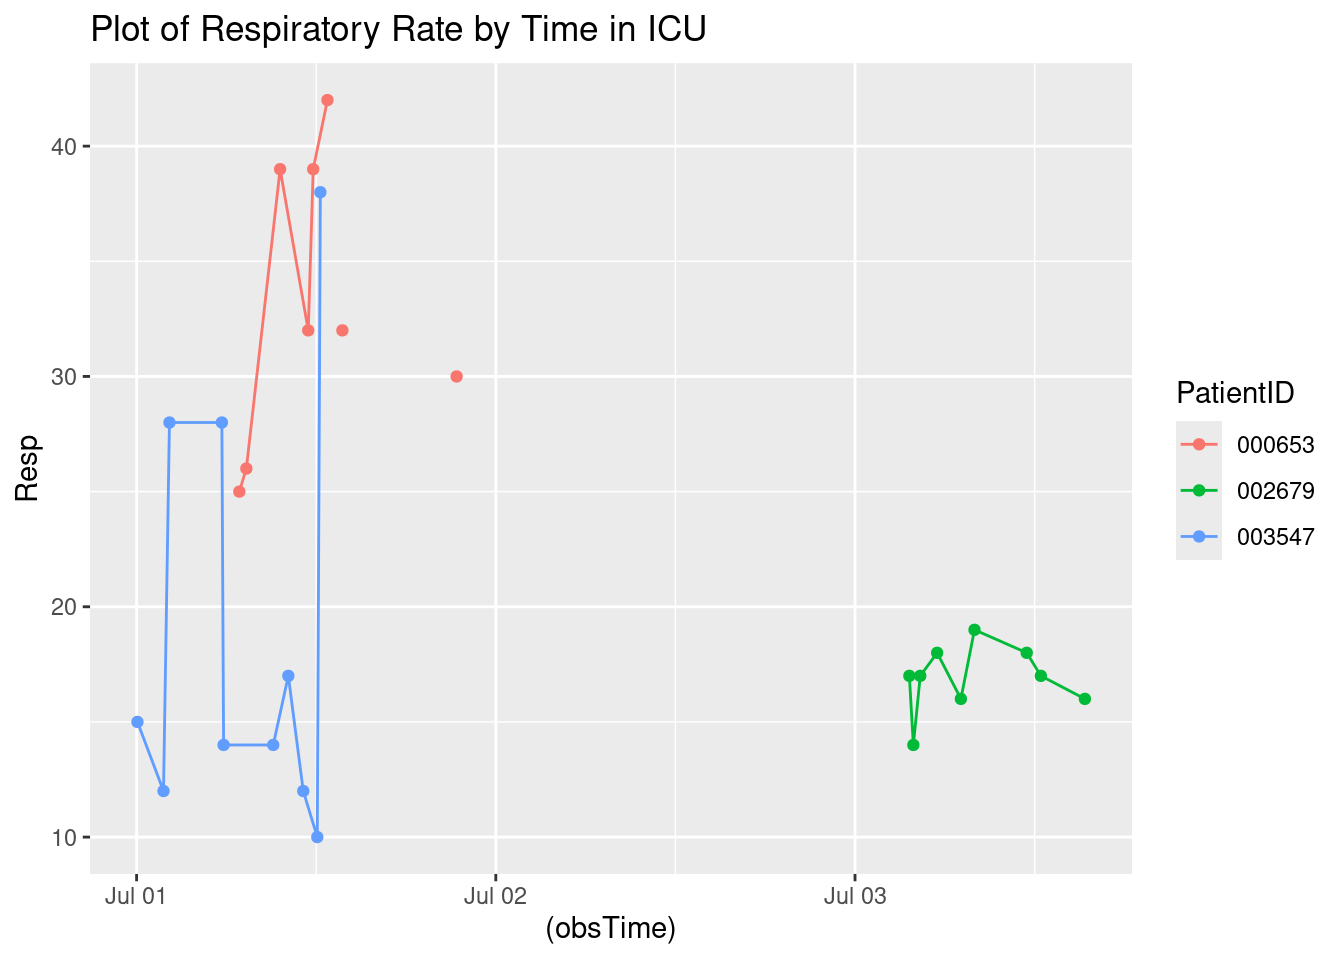 Plot of Respiratory Rate by Time in ICU
40
30
20
10
Resp
Jul 01
Jul 02
Jul 03
(obsTime)
PatientID
000653
002679
003547